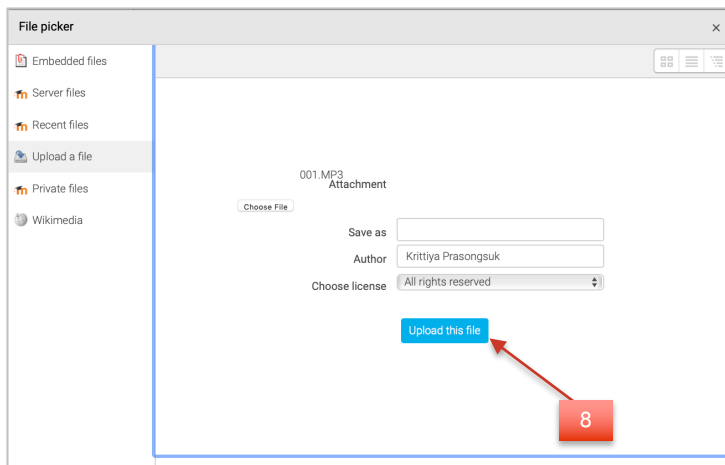 File picker
×
Embedded files
Server files
Recent files
Upload a file
Private files
Wikimedia
001.MP3
Attachment
Choose File
Save as
Author Krittiya Prasongsuk
Choose license All rights reserved
Upload this file
8